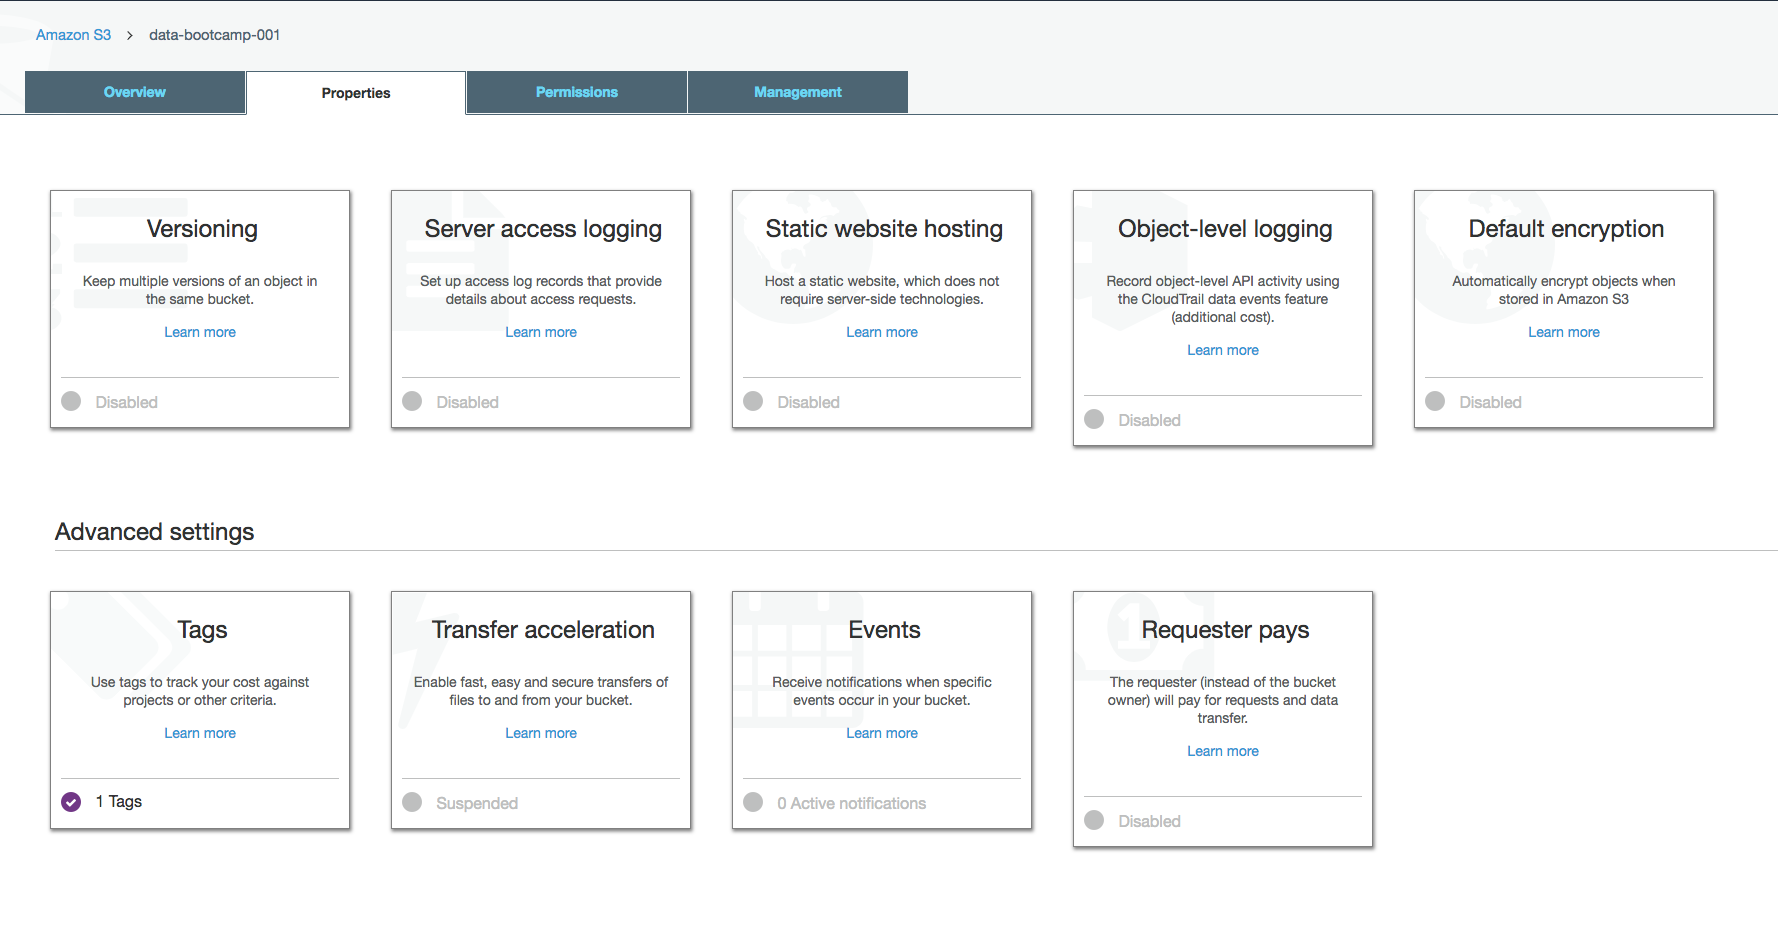 Amazon S3 > data-bootcamp-001
Overview
Properties
Permissions
Management
Versioning
Keep multiple versions of an object in
the same bucket.
Learn more
Disabled
Server access logging
Set up access log records that provide
details about access requests.
Learn more
Disabled
Static website hosting
Host a static website, which does not
require server-side technologies.
Learn more
Disabled
Object-level logging
Record object-level API activity using
the CloudTrail data events feature
(additional cost).
Learn more
Disabled
Default encryption
Automatically encrypt objects when
stored in Amazon S3
Learn more
Disabled
Advanced settings
Tags
Use tags to track your cost against
projects or other criteria.
Learn more
1 Tags
Transfer acceleration
Enable fast, easy and secure transfers of
files to and from your bucket.
Learn more
Suspended
Events
Receive notifications when specific
events occur in your bucket.
Learn more
0 Active notifications
Requester pays
The requester (instead of the bucket
owner) will pay for requests and data
transfer.
Learn more
Disabled